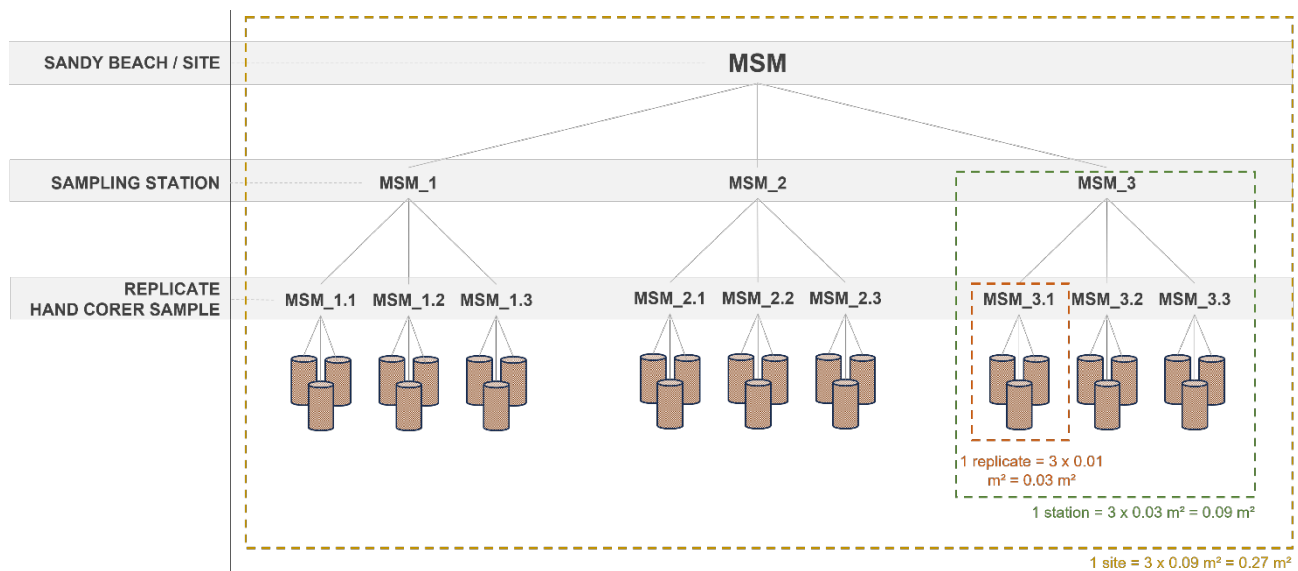 SANDY BEACH / SITE
MSM
SAMPLING STATION
MSM_1
MSM_2
MSM_3
REPLICATE
HAND CORER SAMPLE
MSM_1.1
MSM_1.2
MSM_1.3
MSM_2.1
MSM_2.2
MSM_2.3
MSM_3.1
MSM_3.2
MSM_3.3
1 replicate = 3 x 0.01
m² = 0.03 m²
1 station = 3 x 0.03 m² = 0.09 m²
1 site = 3 x 0.09 m² = 0.27 m²